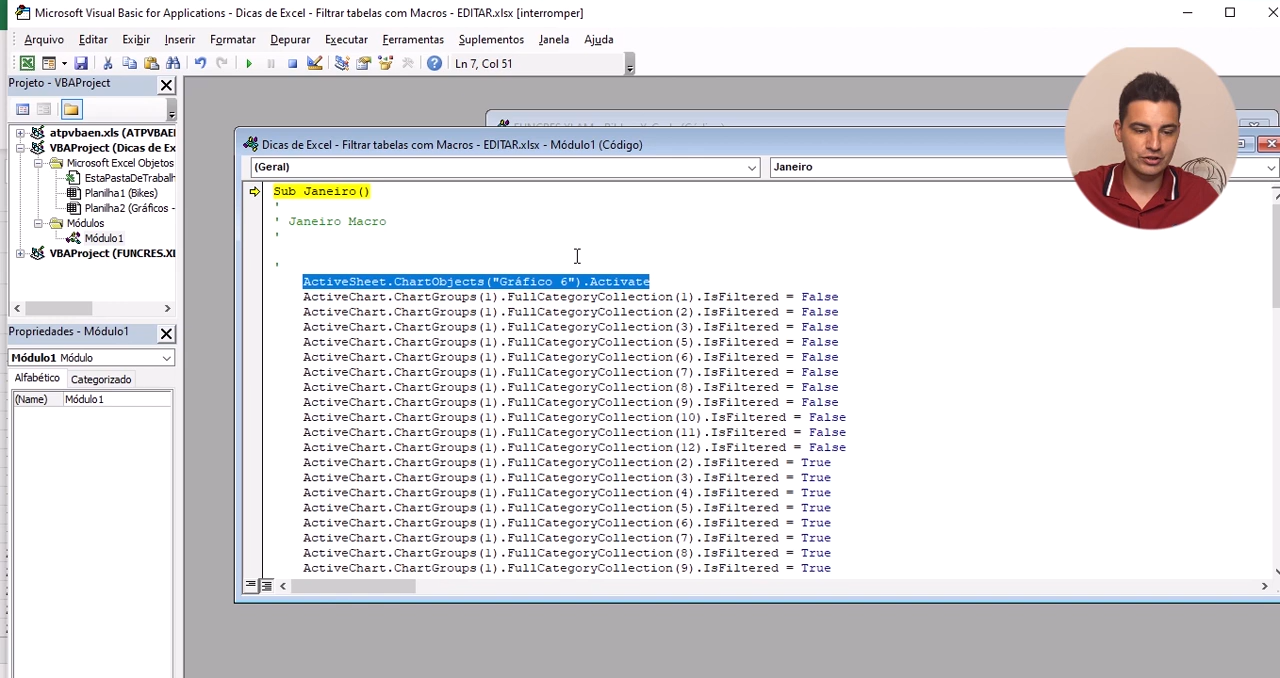 Microsoft Visual Basic for Applications - Dicas de Excel - Filtrar tabelas com Macros - EDITAR.xlsx [interromper]
Arquivo Editar Exibir Inserir Formatar Depurar Executar Ferramentas Suplementos Janela Ajuda
Ln 7, Col 51
Projeto - VBAProject
atpvbaen.xls (ATPVBAEI
VBAProject (Dicas de Ex
Microsoft Excel Objetos
EstaPastaDeTrabalh
Planilha1 (Bikes)
Planilha2 (Gráficos -
Módulos
Módulo1
VBAProject (FUNCRES.XI
Propriedades - Módulo1
Módulo1 Módulo
Alfabético Categorizado
(Name) Módulo1
Dicas de Excel - Filtrar tabelas com Macros - EDITAR.xlsx - Módulo1 (Código)
(Geral) Janeiro
Sub Janeiro()
'
' Janeiro Macro
'
'
ActiveSheet.ChartObjects("Gráfico 6").Activate
ActiveChart.ChartGroups(1).FullCategoryCollection(1).IsFiltered = False
ActiveChart.ChartGroups(1).FullCategoryCollection(2).IsFiltered = False
ActiveChart.ChartGroups(1).FullCategoryCollection(3).IsFiltered = False
ActiveChart.ChartGroups(1).FullCategoryCollection(5).IsFiltered = False
ActiveChart.ChartGroups(1).FullCategoryCollection(6).IsFiltered = False
ActiveChart.ChartGroups(1).FullCategoryCollection(7).IsFiltered = False
ActiveChart.ChartGroups(1).FullCategoryCollection(8).IsFiltered = False
ActiveChart.ChartGroups(1).FullCategoryCollection(9).IsFiltered = False
ActiveChart.ChartGroups(1).FullCategoryCollection(10).IsFiltered = False
ActiveChart.ChartGroups(1).FullCategoryCollection(11).IsFiltered = False
ActiveChart.ChartGroups(1).FullCategoryCollection(12).IsFiltered = False
ActiveChart.ChartGroups(1).FullCategoryCollection(2).IsFiltered = True
ActiveChart.ChartGroups(1).FullCategoryCollection(3).IsFiltered = True
ActiveChart.ChartGroups(1).FullCategoryCollection(4).IsFiltered = True
ActiveChart.ChartGroups(1).FullCategoryCollection(5).IsFiltered = True
ActiveChart.ChartGroups(1).FullCategoryCollection(6).IsFiltered = True
ActiveChart.ChartGroups(1).FullCategoryCollection(7).IsFiltered = True
ActiveChart.ChartGroups(1).FullCategoryCollection(8).IsFiltered = True
ActiveChart.ChartGroups(1).FullCategoryCollection(9).IsFiltered = True